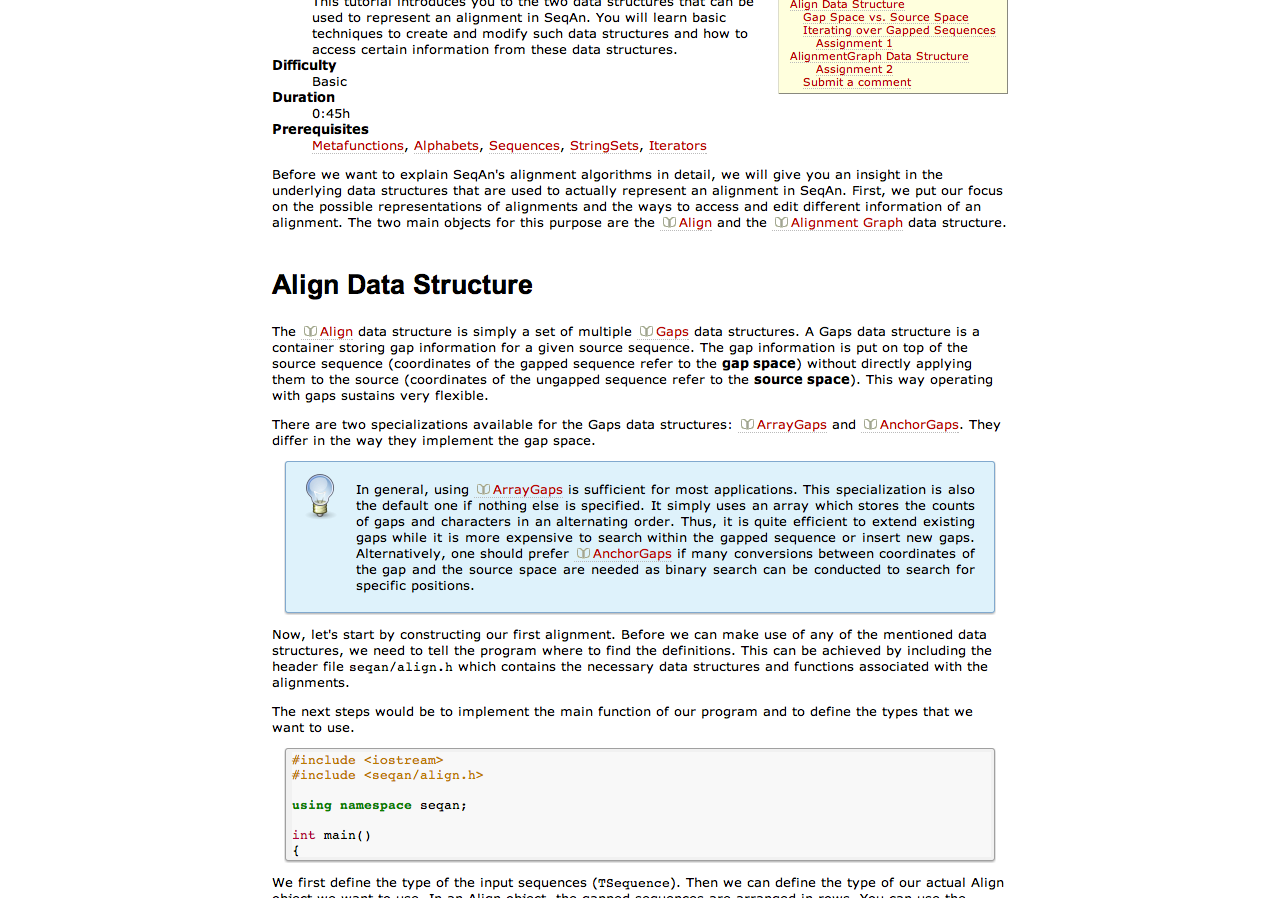 This tutorial introduces you to the two data structures that can be
used to represent an alignment in SeqAn. You will learn basic
techniques to create and modify such data structures and how to
access certain information from these data structures.
Difficulty
Basic
Duration
0:45h
Prerequisites
Metafunctions, Alphabets, Sequences, StringSets, Iterators
Align Data Structure
Gap Space vs. Source Space
Iterating over Gapped Sequences
Assignment 1
AlignmentGraph Data Structure
Assignment 2
Submit a comment
Before we want to explain SeqAn's alignment algorithms in detail, we will give you an insight in the
underlying data structures that are used to actually represent an alignment in SeqAn. First, we put our focus
on the possible representations of alignments and the ways to access and edit different information of an
alignment. The two main objects for this purpose are the Align and the Alignment Graph data structure.
Align Data Structure
The Align data structure is simply a set of multiple Gaps data structures. A Gaps data structure is a
container storing gap information for a given source sequence. The gap information is put on top of the
source sequence (coordinates of the gapped sequence refer to the gap space) without directly applying
them to the source (coordinates of the ungapped sequence refer to the source space). This way operating
with gaps sustains very flexible.
There are two specializations available for the Gaps data structures: ArrayGaps and AnchorGaps. They
differ in the way they implement the gap space.
In general, using ArrayGaps is sufficient for most applications. This specialization is also
the default one if nothing else is specified. It simply uses an array which stores the counts
of gaps and characters in an alternating order. Thus, it is quite efficient to extend existing
gaps while it is more expensive to search within the gapped sequence or insert new gaps.
Alternatively, one should prefer AnchorGaps if many conversions between coordinates of
the gap and the source space are needed as binary search can be conducted to search for
specific positions.
Now, let's start by constructing our first alignment. Before we can make use of any of the mentioned data
structures, we need to tell the program where to find the definitions. This can be achieved by including the
header file seqan/align.h which contains the necessary data structures and functions associated with the
alignments.
The next steps would be to implement the main function of our program and to define the types that we
want to use.
#include <iostream>
#include <seqan/align.h>
using namespace seqan;
int main()
{
We first define the type of the input sequences (TSequence). Then we can define the type of our actual Align
object we want to use. In an Align object, the gapped sequences are arranged in rows. You can use the